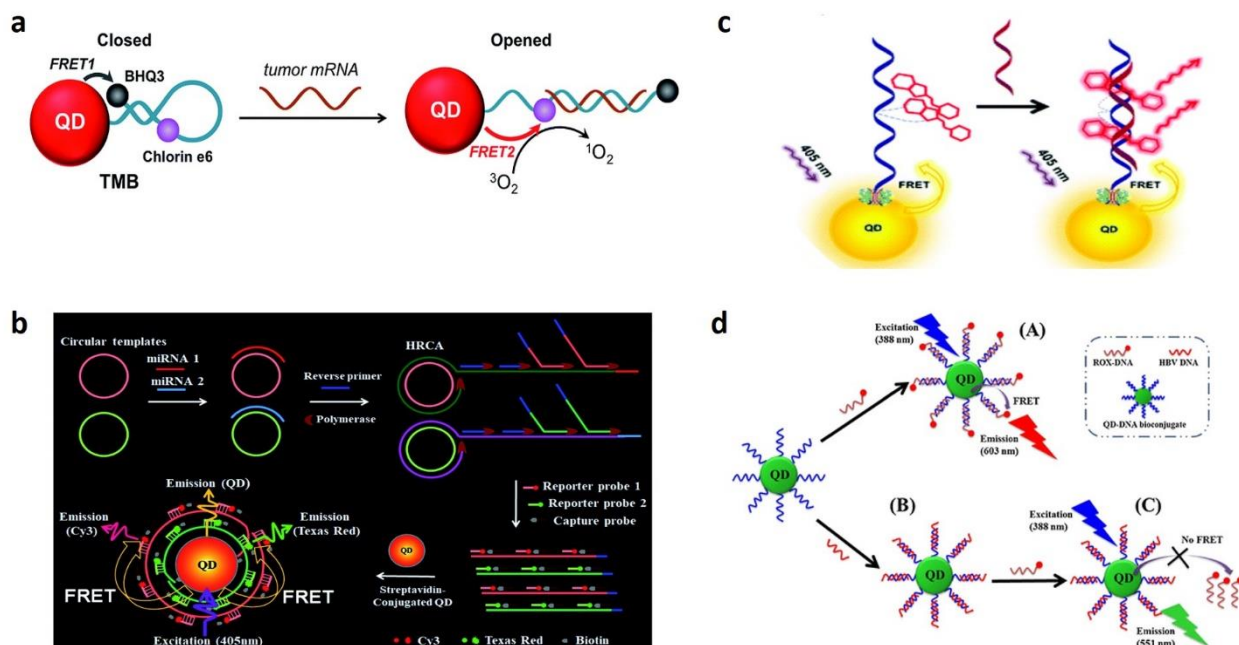 a
Closed
FRET1
BHQ3
QD
Chlorin e6
TMB
tumor mRNA
Opened
QD
FRET2
³O₂
¹O₂
c
405 nm
FRET
QD
405 nm
FRET
QD
b
Circular templates
miRNA 1
miRNA 2
Reverse primer
Polymerase
HRCA
Reporter probe 1
Reporter probe 2
Capture probe
Emission (QD)
Emission
(Cy3)
Emission
(Texas Red)
QD
FRET
FRET
Excitation (405nm)
QD
Streptavidin-
Conjugated QD
Cy3
Texas Red
Biotin
d
Excitation
(388 nm)
(A)
QD
FRET
Emission
(603 nm)
ROX-DNA
HBV DNA
QD-DNA bioconjugate
QD
(B)
QD
Excitation
(388 nm)
(C)
No FRET
QD
Emission
(551 nm)